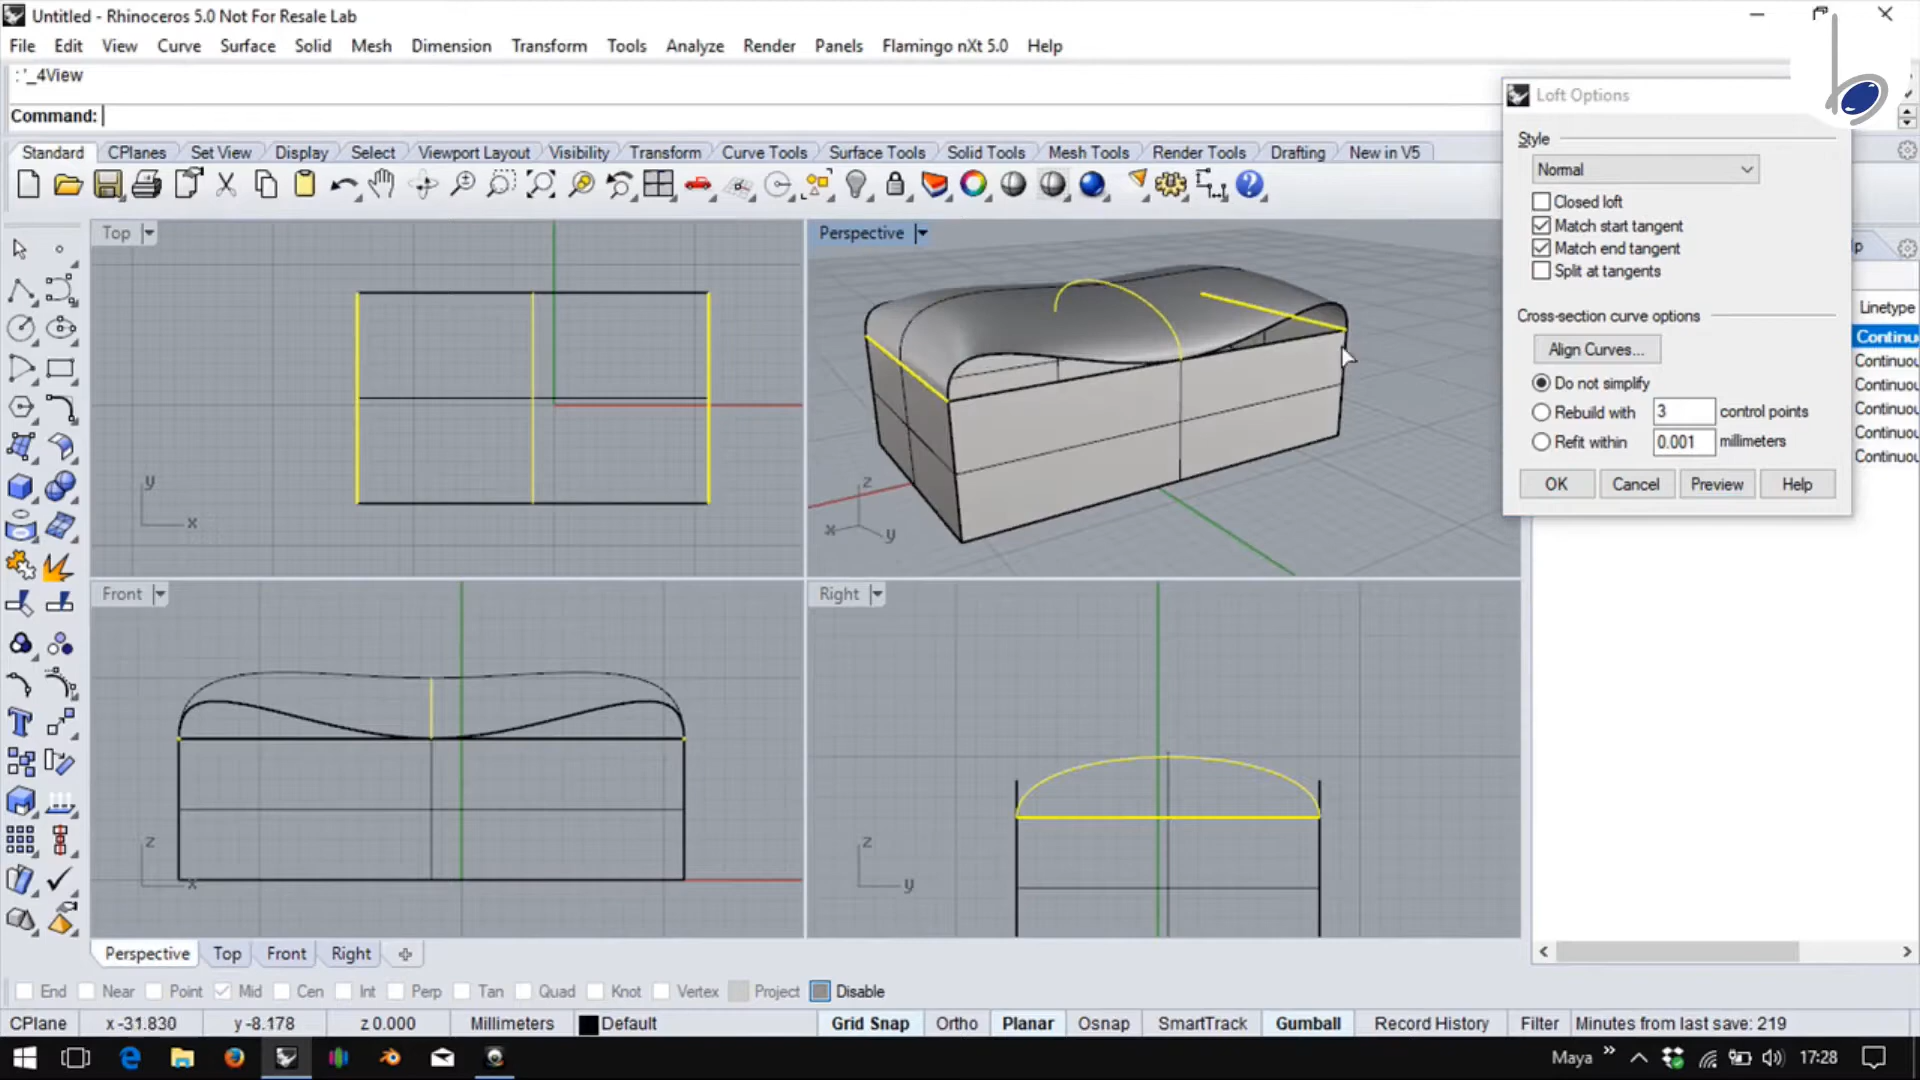 Untitled - Rhinoceros 5.0 Not For Resale Lab
File Edit View Curve Surface Solid Mesh Dimension Transform Tools Analyze Render Panels Flamingo nXt 5.0 Help
: '_4View
Command:
Loft Options
Style
Normal
Closed loft
Match start tangent
Match end tangent
Split at tangents
Cross-section curve options
Align Curves...
Do not simplify
Rebuild with 3 control points
Refit within 0.001 millimeters
OK Cancel Preview Help
Standard CPlanes Set View Display Select Viewport Layout Visibility Transform Curve Tools Surface Tools Solid Tools Mesh Tools Render Tools Drafting New in V5
Linetype
Continuo
Continuo
Continuo
Continuo
Continuo
Continuo
Top
y
x
Perspective
z
x
y
Front
z
x
Right
z
y
Perspective Top Front Right
End Near Point Mid Cen Int Perp Tan Quad Knot Vertex Project Disable
CPlane x -31.830 y -8.178 z 0.000 Millimeters Default Grid Snap Ortho Planar Osnap SmartTrack Gumball Record History Filter Minutes from last save: 219
Maya » 17:28